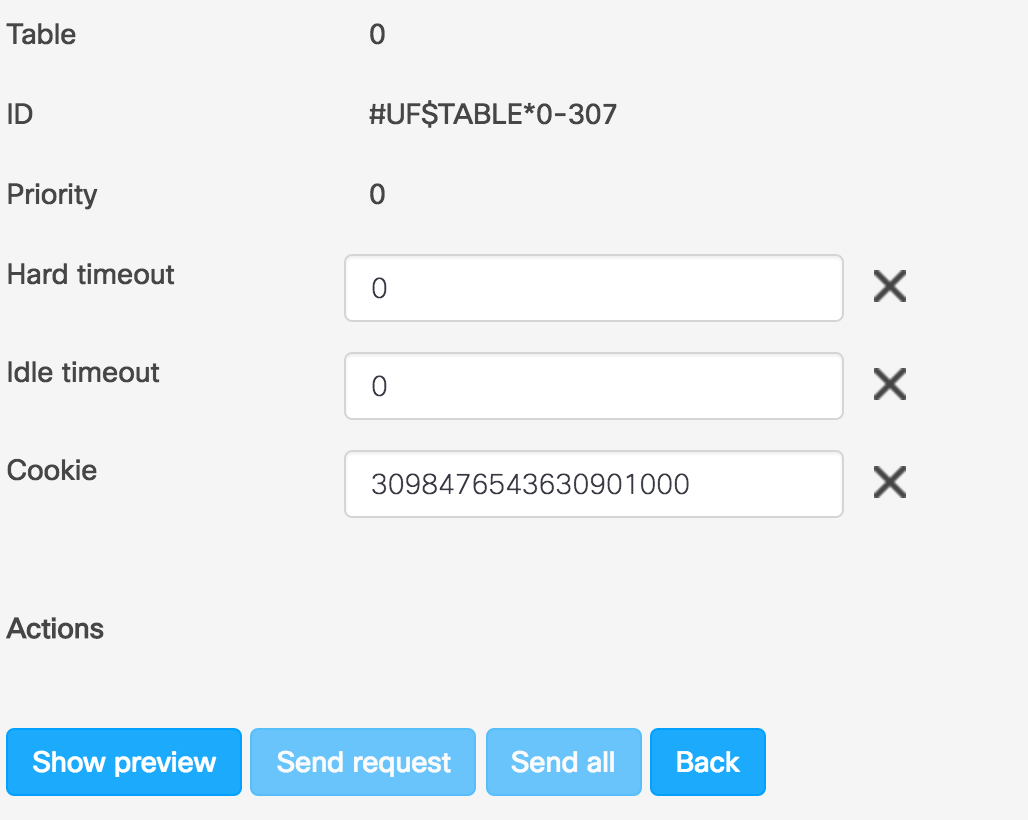 Table 0
ID #UF$TABLE*0-307
Priority 0
Hard timeout 0
Idle timeout 0
Cookie 3098476543630901000
Actions
Show preview Send request Send all Back